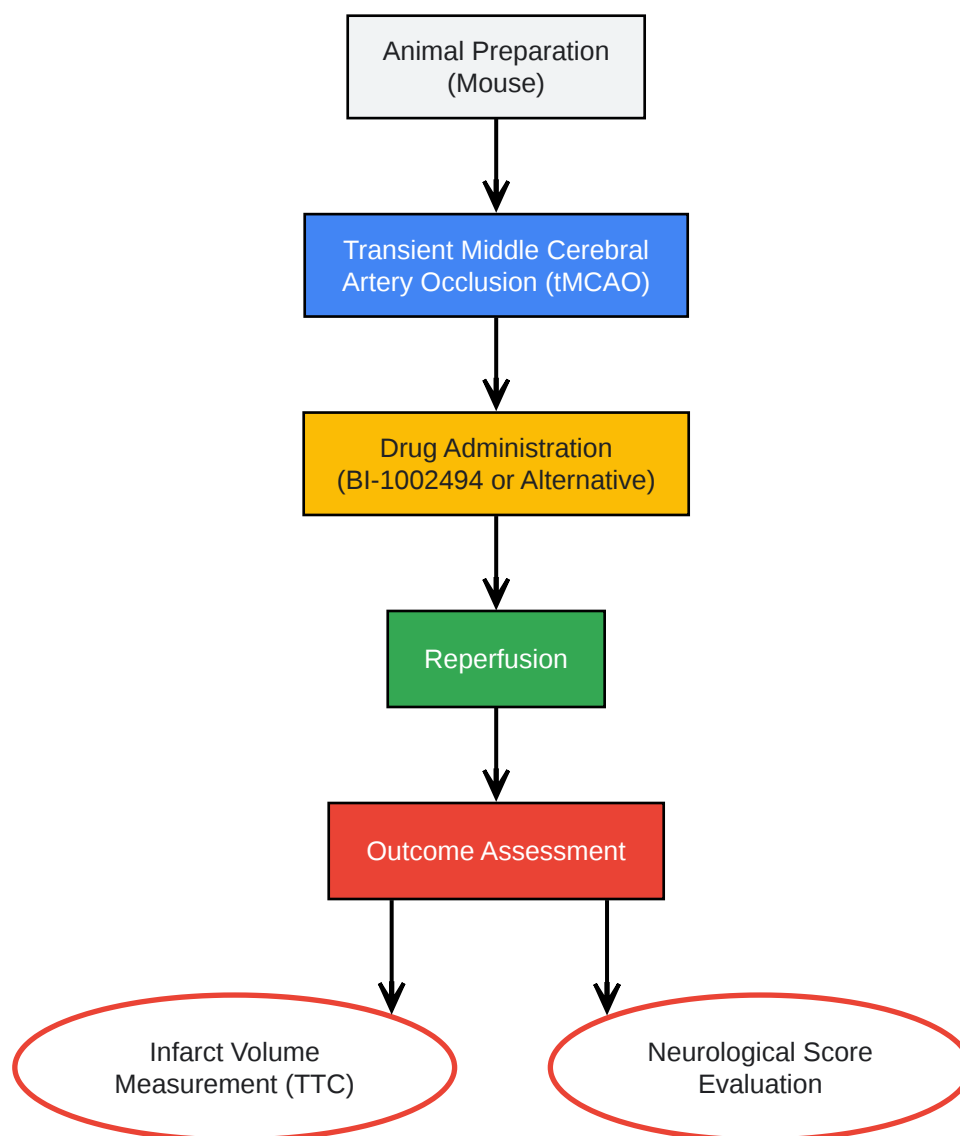 Animal Preparation
(Mouse)
Transient Middle Cerebral
Artery Occlusion (tMCAO)
Drug Administration
(BI-1002494 or Alternative)
Reperfusion
Outcome Assessment
Infarct Volume
Measurement (TTC)
Neurological Score
Evaluation